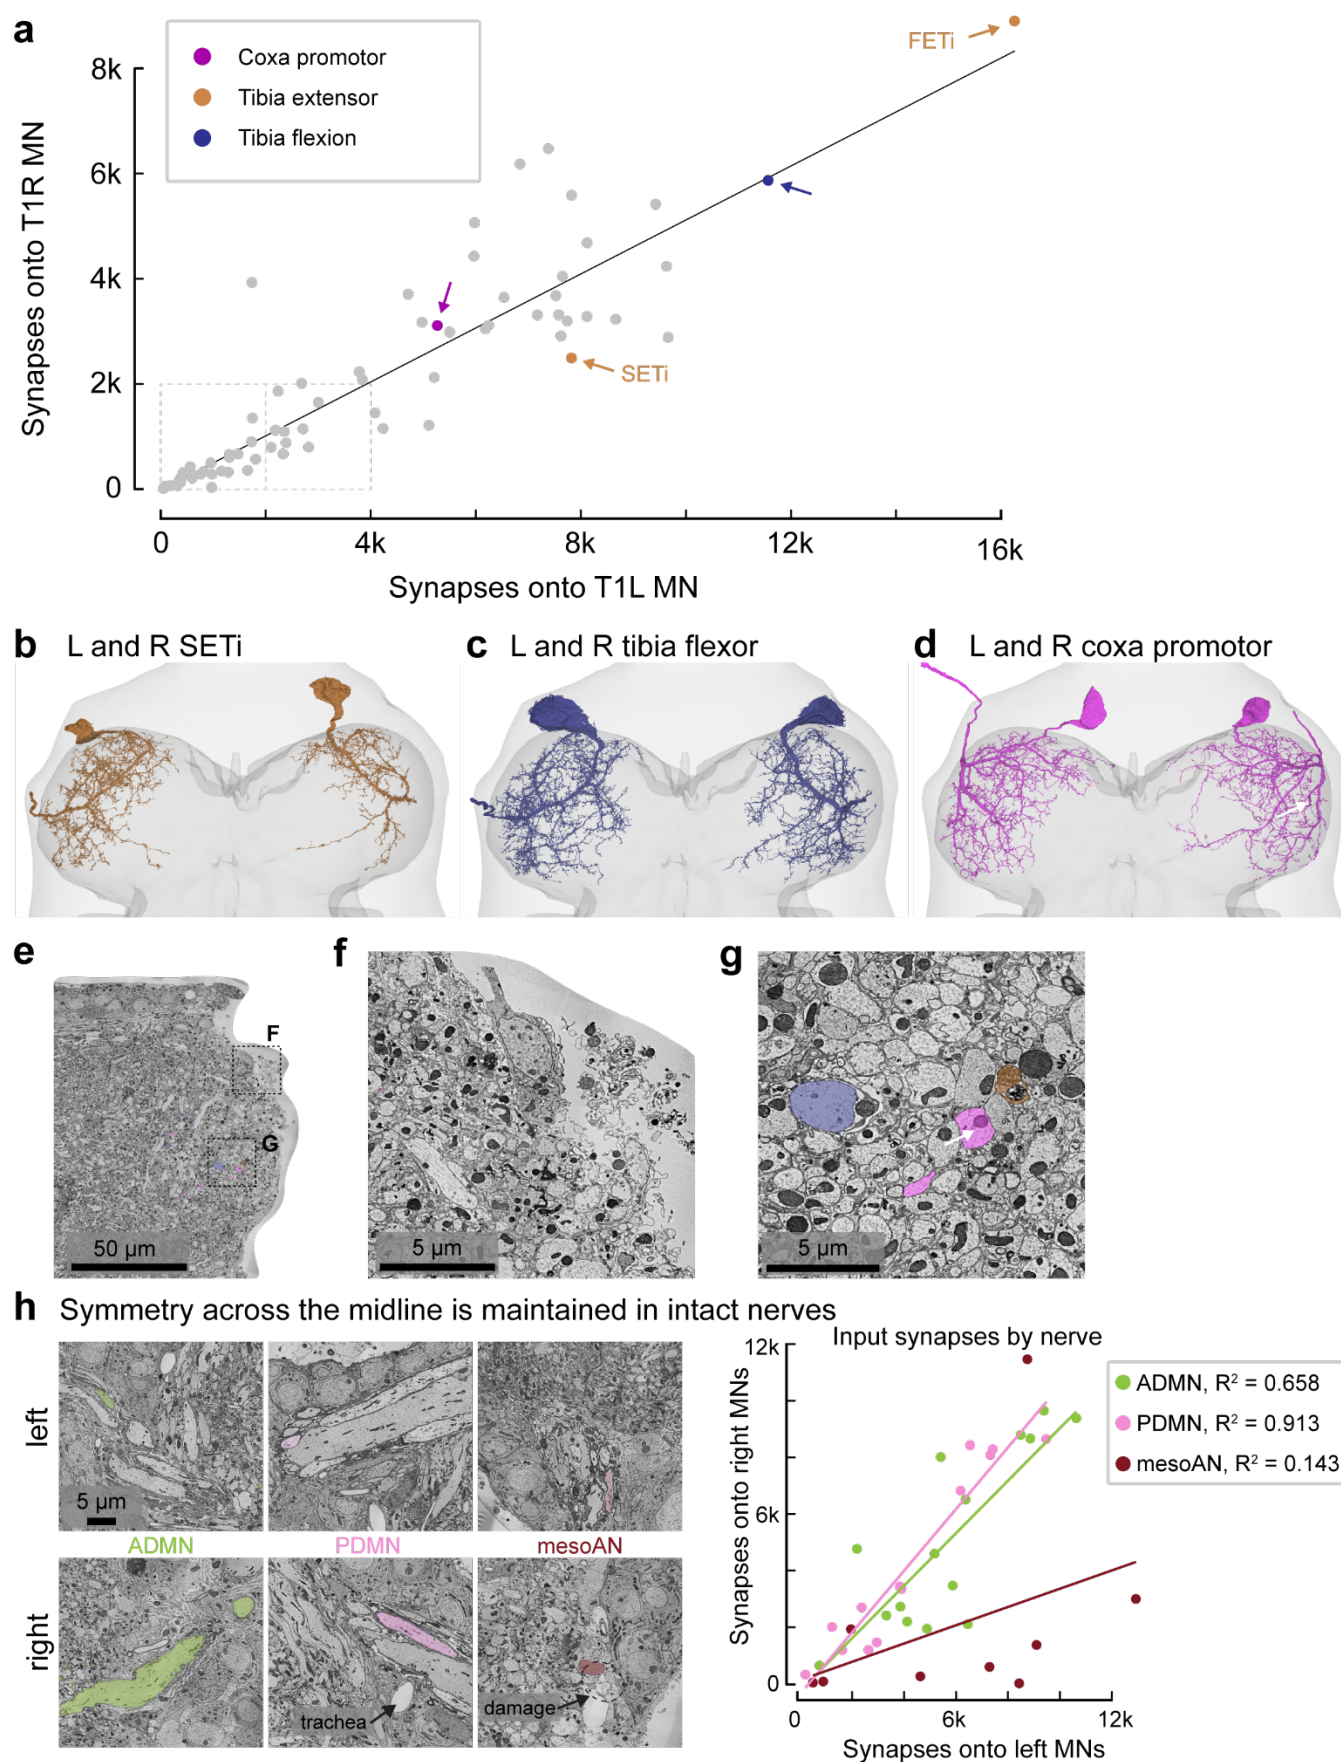 a
Coxa promotor
Tibia extensor
Tibia flexion
FETi
SETi
8k
6k
4k
2k
0
Synapses onto T1R MN
0 4k 8k 12k 16k
Synapses onto T1L MN
b L and R SETi
c L and R tibia flexor
d L and R coxa promotor
e
F
G
50 µm
f
5 µm
g
5 µm
h Symmetry across the midline is maintained in intact nerves
left
5 µm
ADMN PDMN mesoAN
right
trachea
damage
Input synapses by nerve
12k
6k
0
Synapses onto right MNs
0 6k 12k
Synapses onto left MNs
ADMN, R² = 0.658
PDMN, R² = 0.913
mesoAN, R² = 0.143